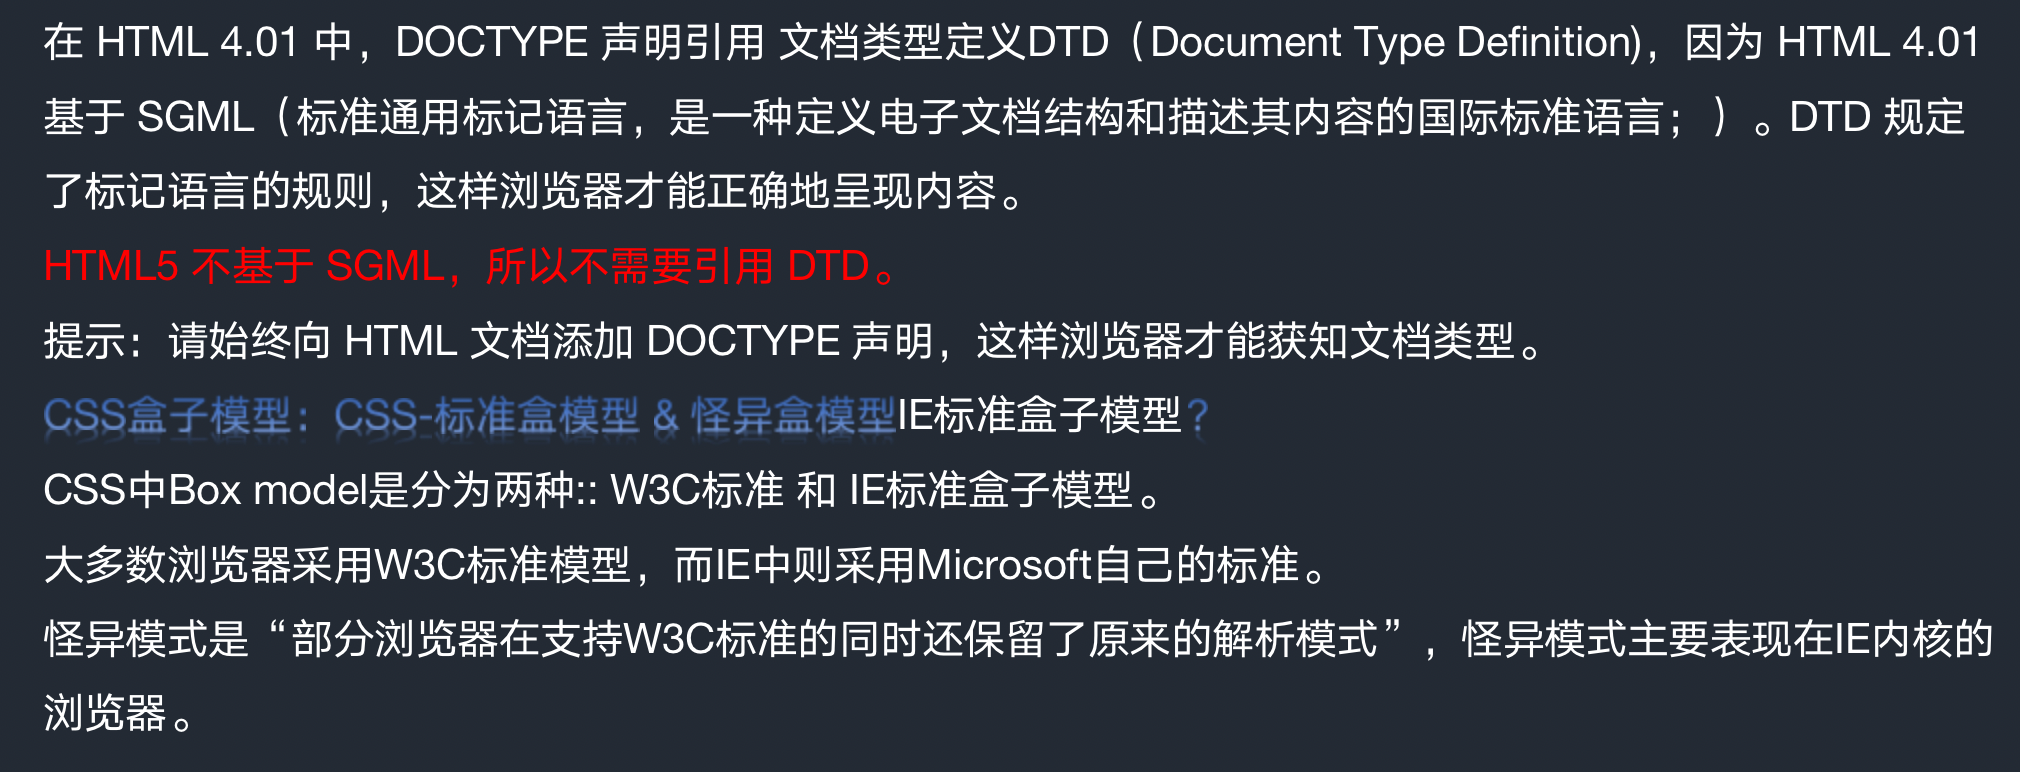 在 HTML 4.01 中，DOCTYPE 声明引用 文档类型定义DTD（Document Type Definition)，因为 HTML 4.01
基于 SGML（标准通用标记语言，是一种定义电子文档结构和描述其内容的国际标准语言；）。DTD 规定
了标记语言的规则，这样浏览器才能正确地呈现内容。
HTML5 不基于 SGML，所以不需要引用 DTD。
提示：请始终向 HTML 文档添加 DOCTYPE 声明，这样浏览器才能获知文档类型。
CSS盒子模型：CSS-标准盒模型 & 怪异盒模型IE标准盒子模型？
CSS中Box model是分为两种:: W3C标准 和 IE标准盒子模型。
大多数浏览器采用W3C标准模型，而IE中则采用Microsoft自己的标准。
怪异模式是“部分浏览器在支持W3C标准的同时还保留了原来的解析模式”，怪异模式主要表现在IE内核的
浏览器。